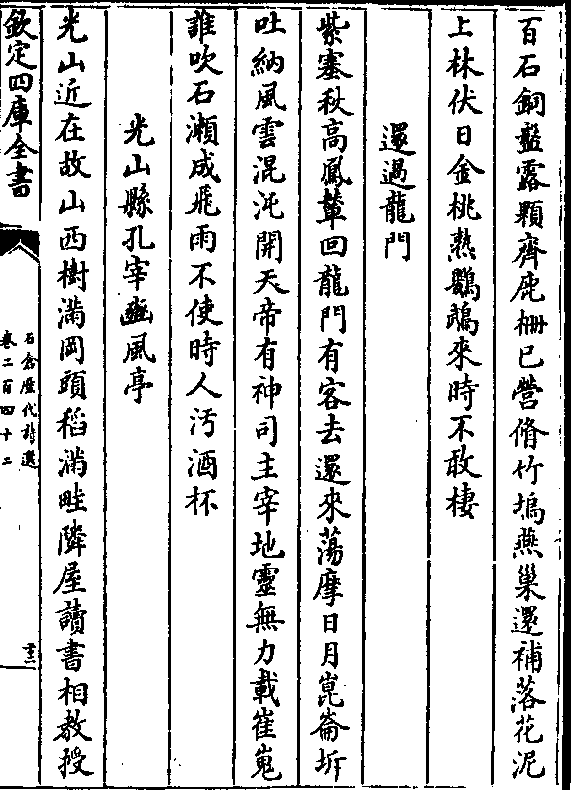 百石銅盤露顆齊鹿柵已營脩竹塢燕巢還補落花泥
上林伏日金桃熟鸚鵡來時不敢棲
還過龍門
紫塞秋高鳳輦回龍門有客去還來蕩摩日月崑崙坼
吐納風雲混沌開天帝有神司主宰地靈無力載崔嵬
誰吹石瀨成飛雨不使時人汚酒杯
光山縣孔宰豳風亭
光山近在故山西樹滿岡頭稻滿畦隣屋讀書相教授
欽定四庫全書
石倉歴代詩選
卷二百四十二